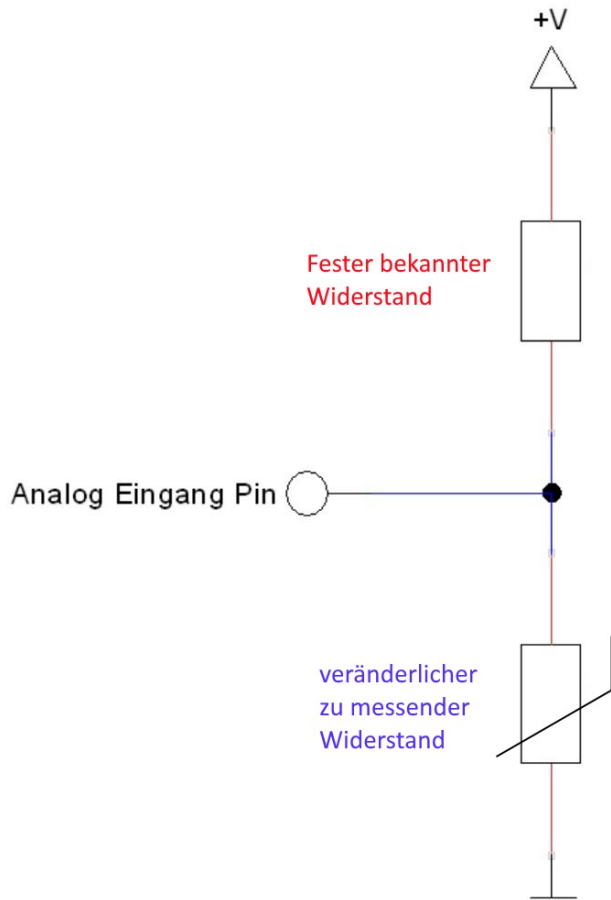 +V
Fester bekannter
Widerstand
Analog Eingang Pin
veränderlicher
zu messender
Widerstand